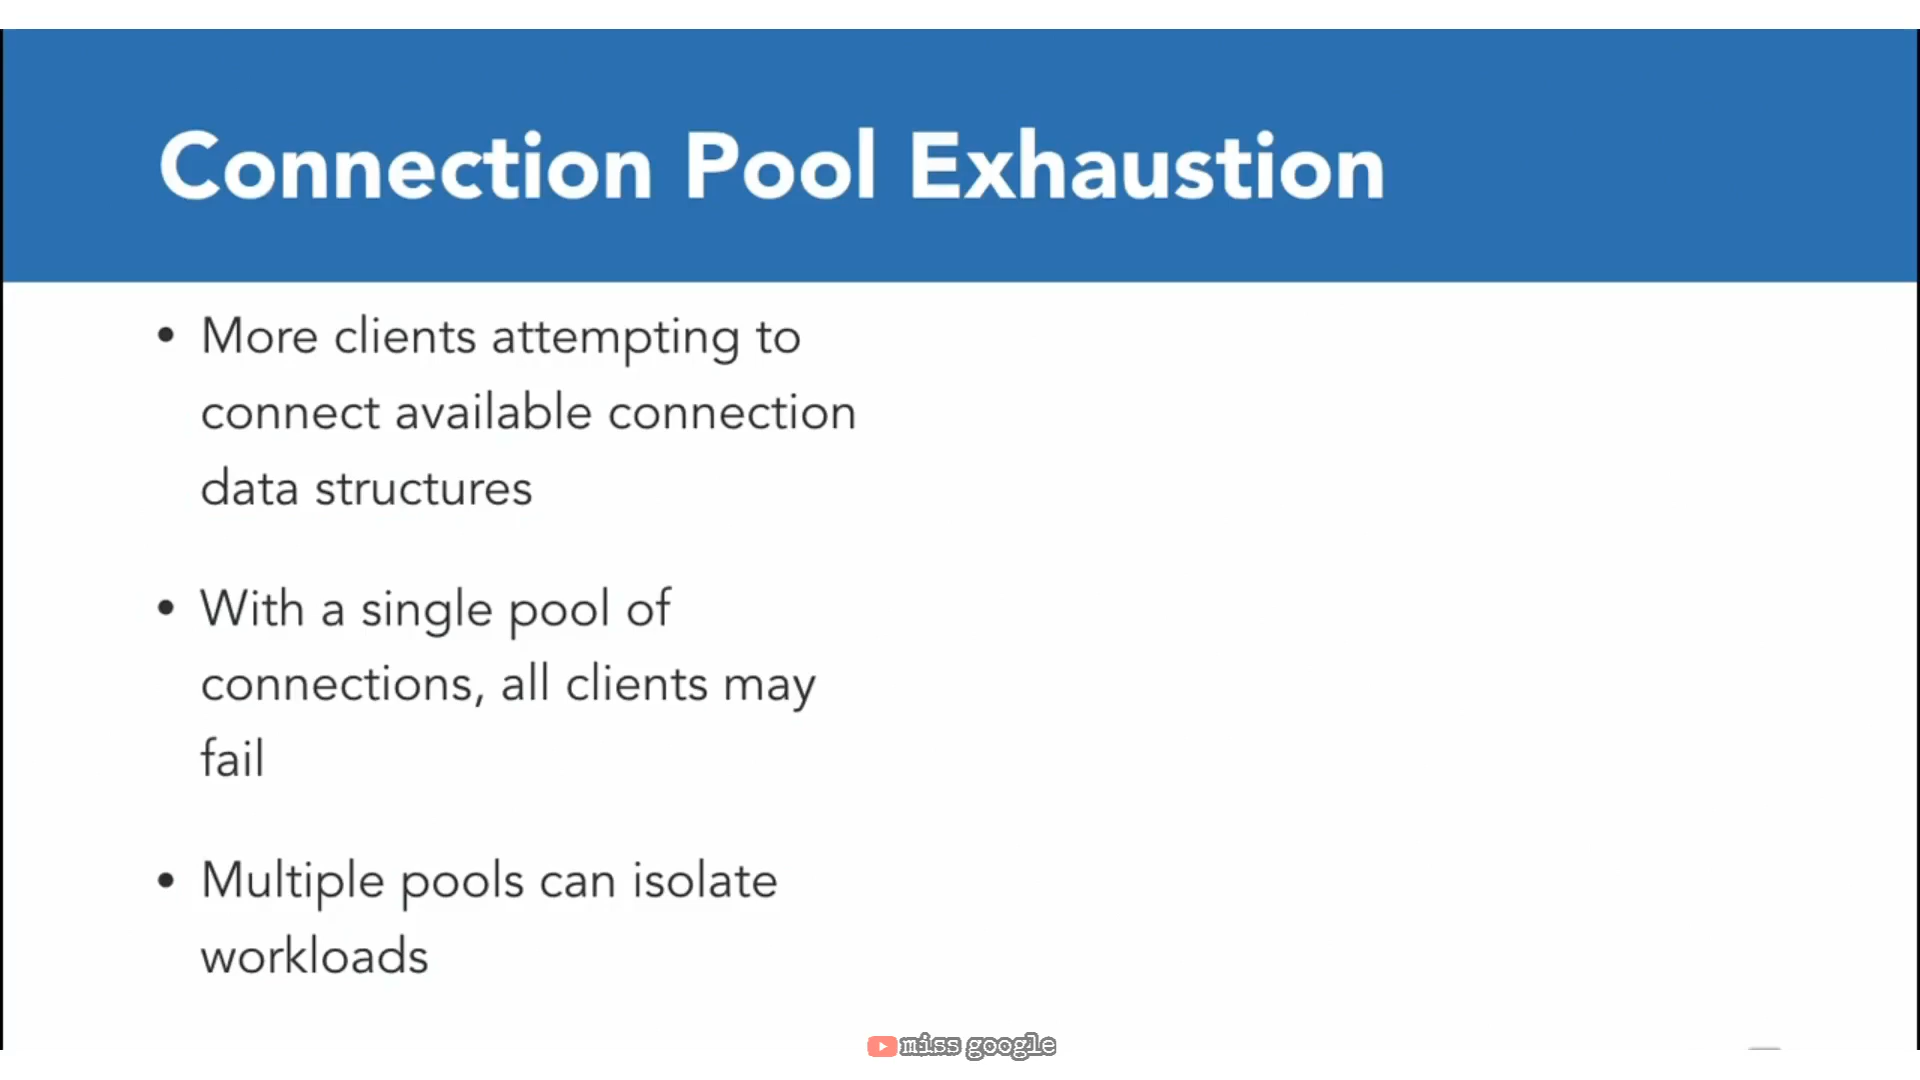 Connection Pool Exhaustion
• More clients attempting to
connect available connection
data structures
• With a single pool of
connections, all clients may
fail
• Multiple pools can isolate
workloads
miss google